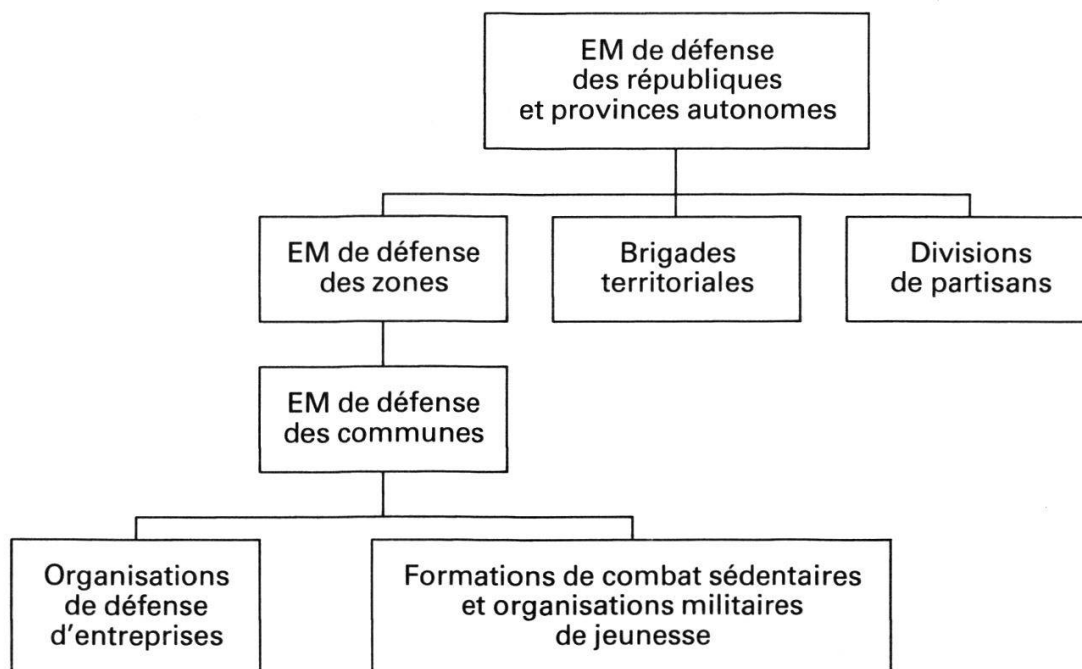 EM de défense
des républiques
et provinces autonomes
EM de défense
des zones
Brigades
territoriales
Divisions
de partisans
EM de défense
des communes
Organisations
de défense
d'entreprises
Formations de combat sédentaires
et organisations militaires
de jeunesse